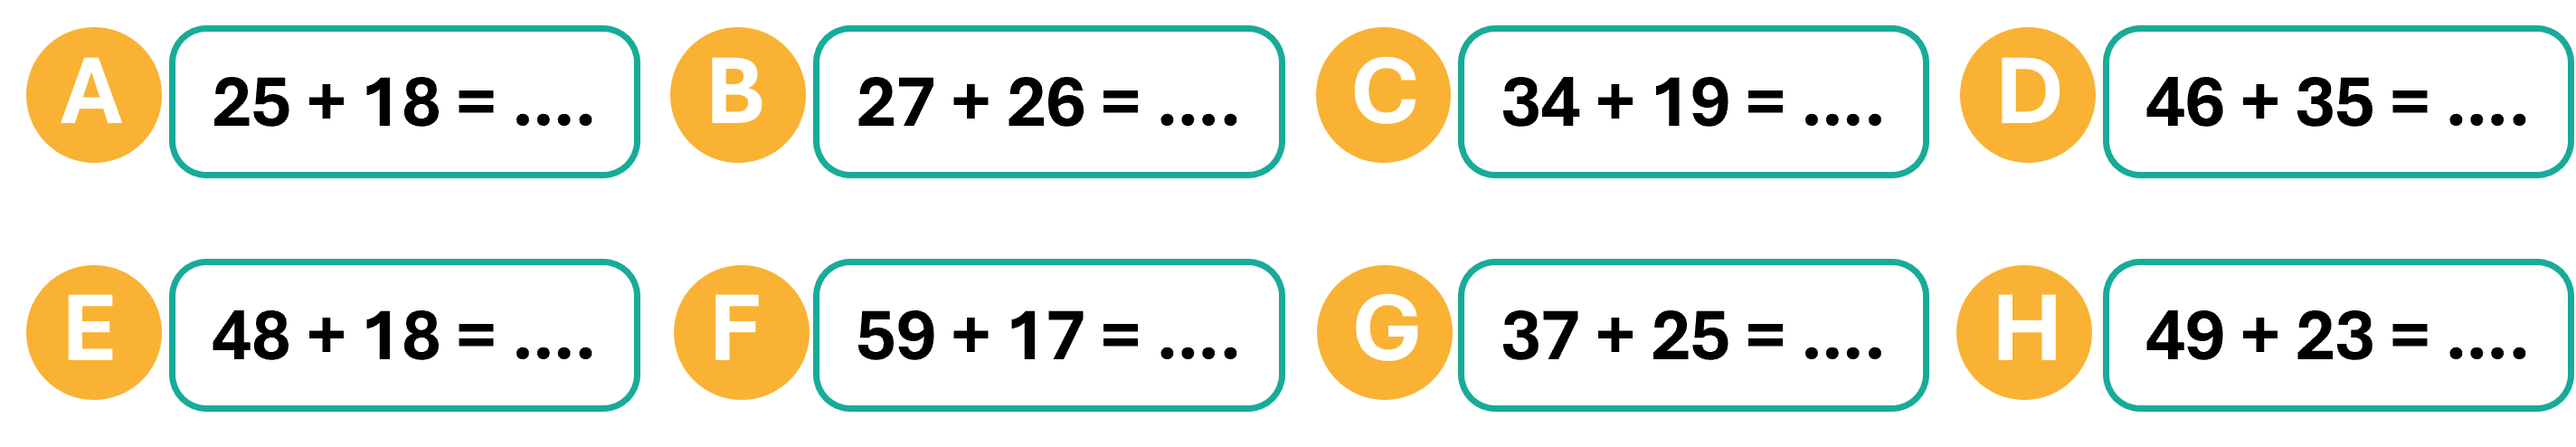 A 25 + 18 = .... B 27 + 26 = .... C 34 + 19 = .... D 46 + 35 = ....
E 48 + 18 = .... F 59 + 17 = .... G 37 + 25 = .... H 49 + 23 = ....